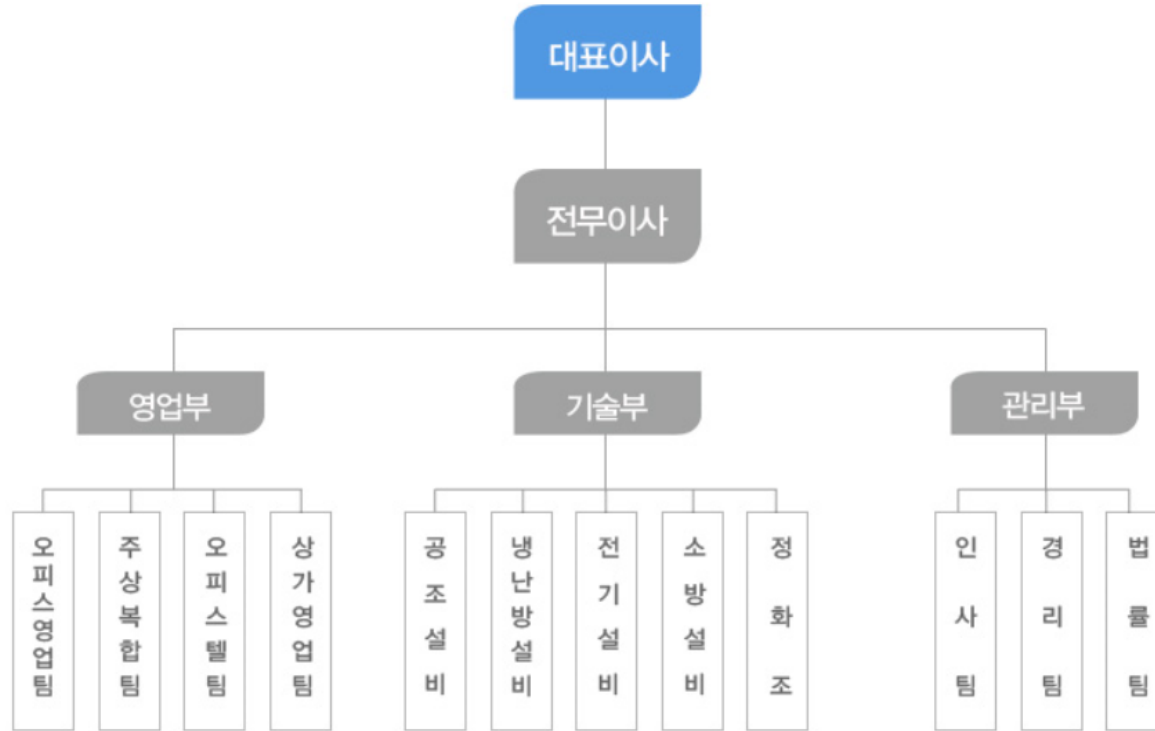 대표이사
전무이사
영업부
기술부
관리부
오피스영업팀
주상복합팀
오피스텔팀
상가영업팀
공조설비
냉난방설비
전기설비
소방설비
정화조
인사팀
경리팀
법률팀